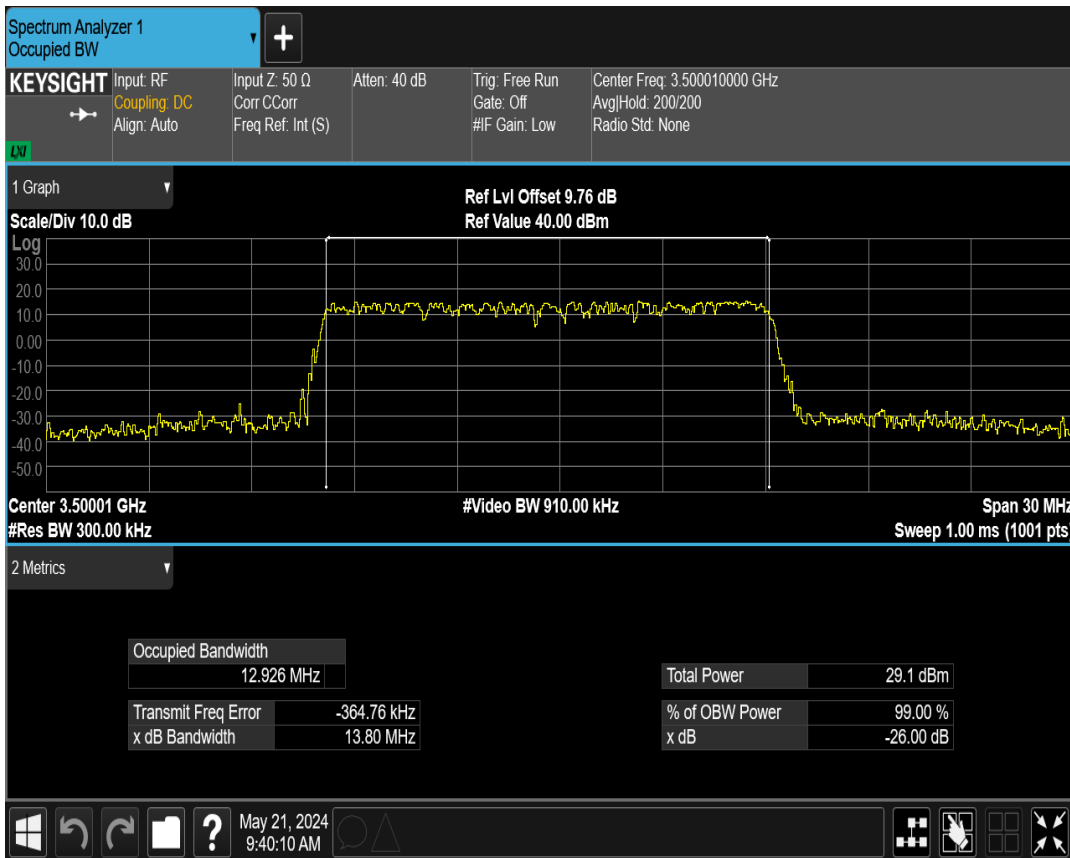 Spectrum Analyzer 1
Occupied BW
+
KEYSIGHT
LXI
Input: RF
Coupling: DC
Align: Auto
Input Z: 50 Ω
Corr CCorr
Freq Ref: Int (S)
Atten: 40 dB
Trig: Free Run
Gate: Off
#IF Gain: Low
Center Freq: 3.500010000 GHz
Avg|Hold: 200/200
Radio Std: None
1 Graph
Scale/Div 10.0 dB
Ref Lvl Offset 9.76 dB
Ref Value 40.00 dBm
Log
30.0
20.0
10.0
0.00
-10.0
-20.0
-30.0
-40.0
-50.0
Center 3.50001 GHz
#Video BW 910.00 kHz
Span 30 MHz
#Res BW 300.00 kHz
Sweep 1.00 ms (1001 pts)
2 Metrics
Occupied Bandwidth
12.926 MHz
Total Power 29.1 dBm
Transmit Freq Error -364.76 kHz
% of OBW Power 99.00 %
x dB Bandwidth 13.80 MHz
x dB -26.00 dB
?
May 21, 2024
9:40:10 AM